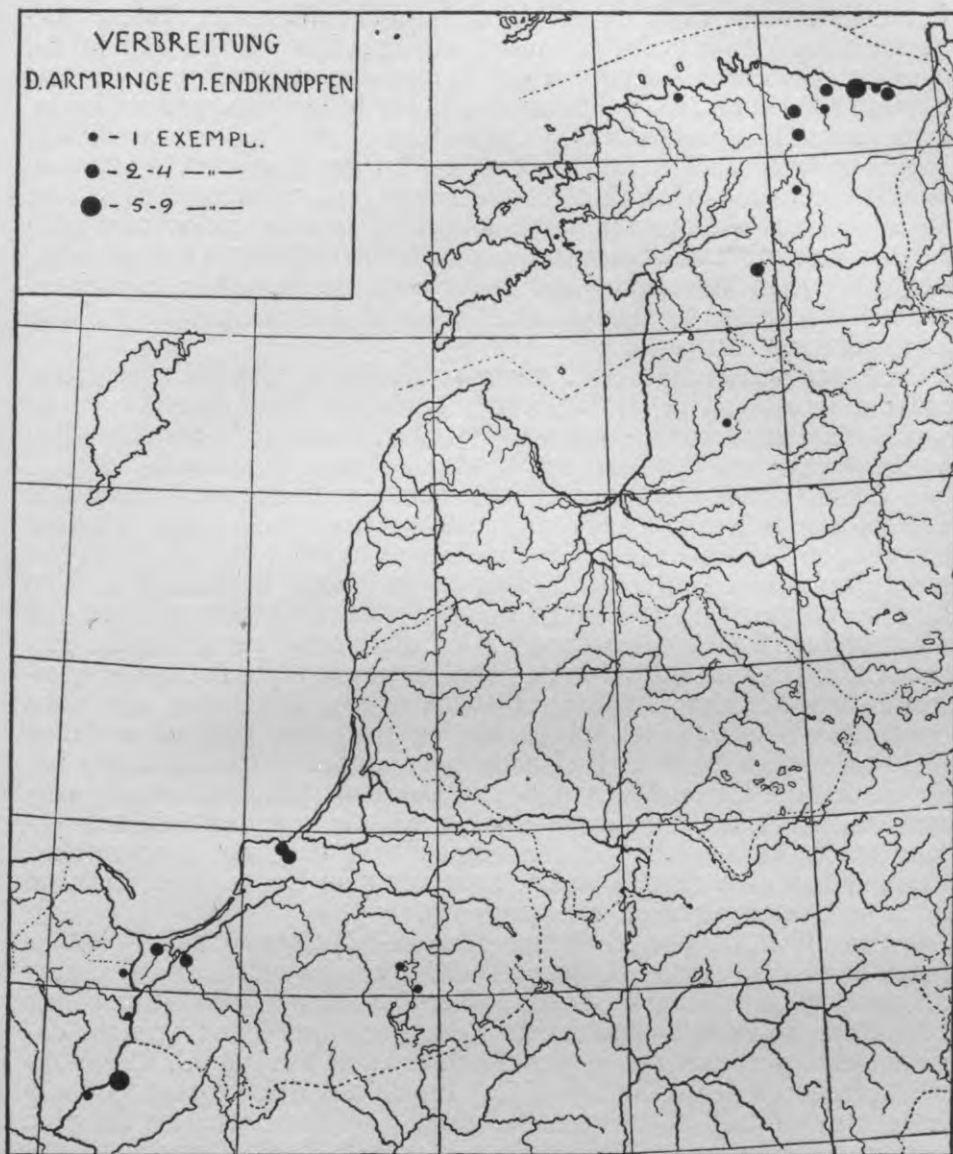 VERBREITUNG
D. ARMRINGE M. ENDKNÖPFEN
• - 1 EXEMPL.
● - 2-4 —"—
● - 5-9 —"—